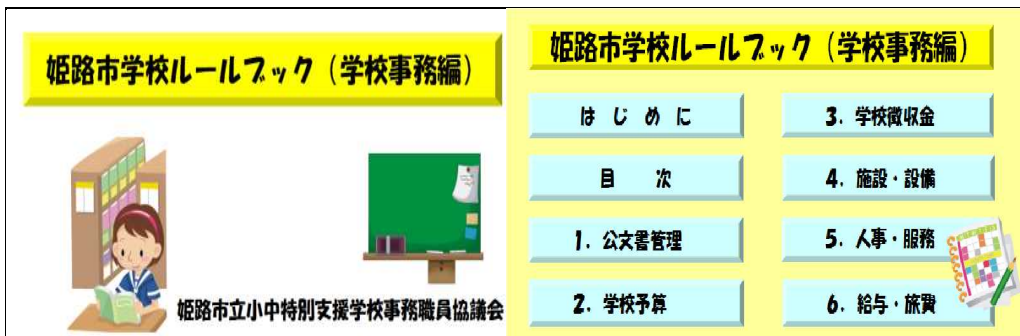 姫路市学校ルールブック（学校事務編）
姫路市立小中特別支援学校事務職員協議会
姫路市学校ルールブック（学校事務編）
はじめに
目次
1．公文書管理
2．学校予算
3．学校徴収金
4．施設・設備
5．人事・服務
6．給与・旅費